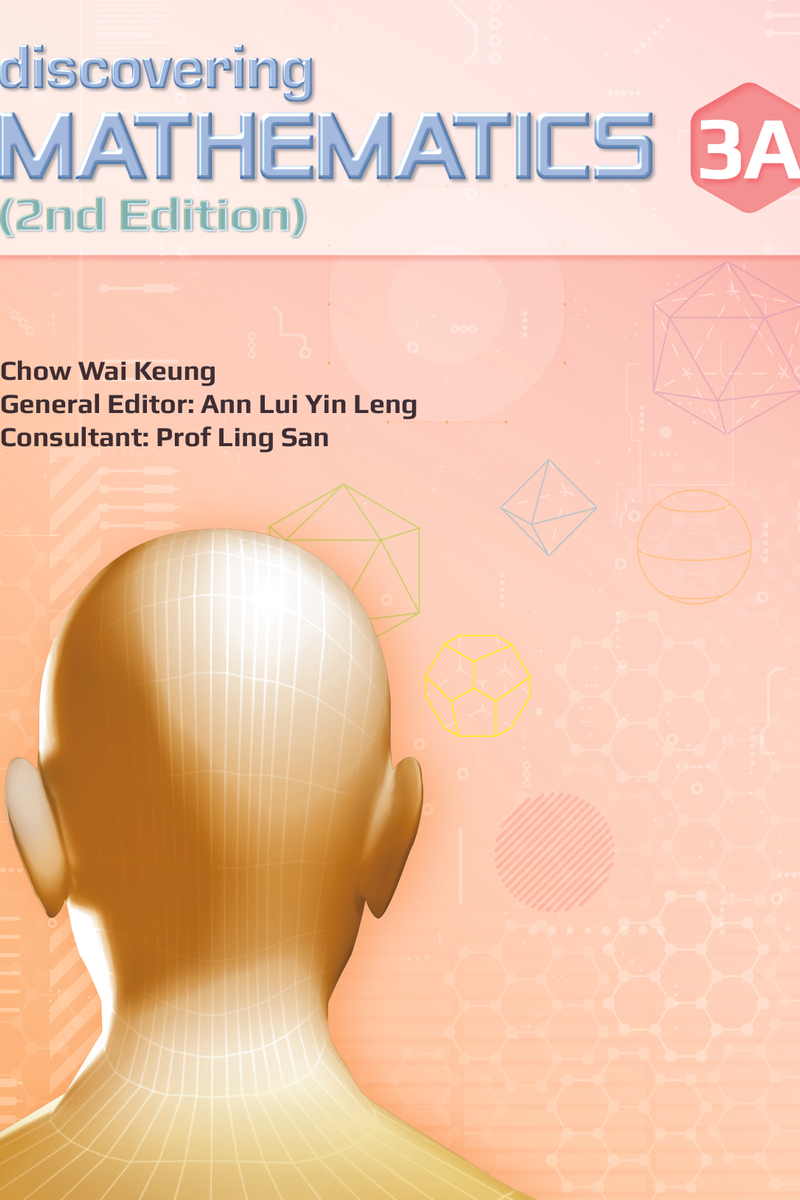 discovering
MATHEMATICS
3A
(2nd Edition)
Chow Wai Keung
General Editor: Ann Lui Yin Leng
Consultant: Prof Ling San